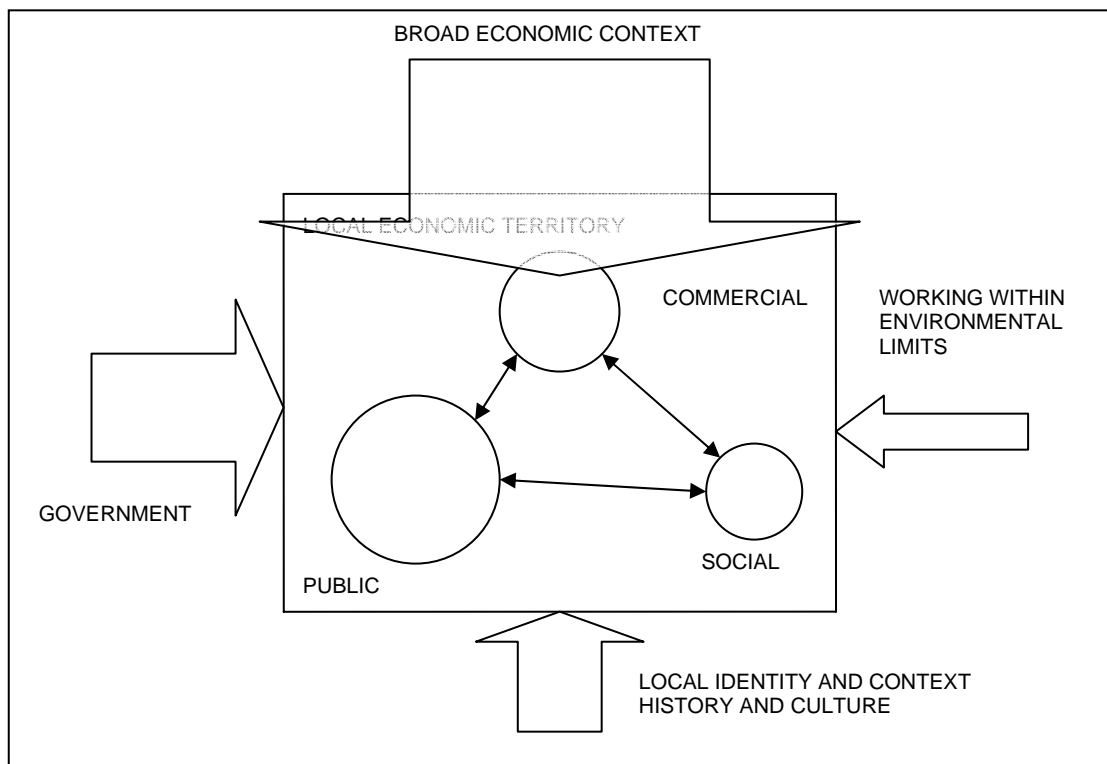 BROAD ECONOMIC CONTEXT
LOCAL ECONOMIC TERRITORY
COMMERCIAL
WORKING WITHIN
ENVIRONMENTAL
LIMITS
GOVERNMENT
SOCIAL
PUBLIC
LOCAL IDENTITY AND CONTEXT
HISTORY AND CULTURE